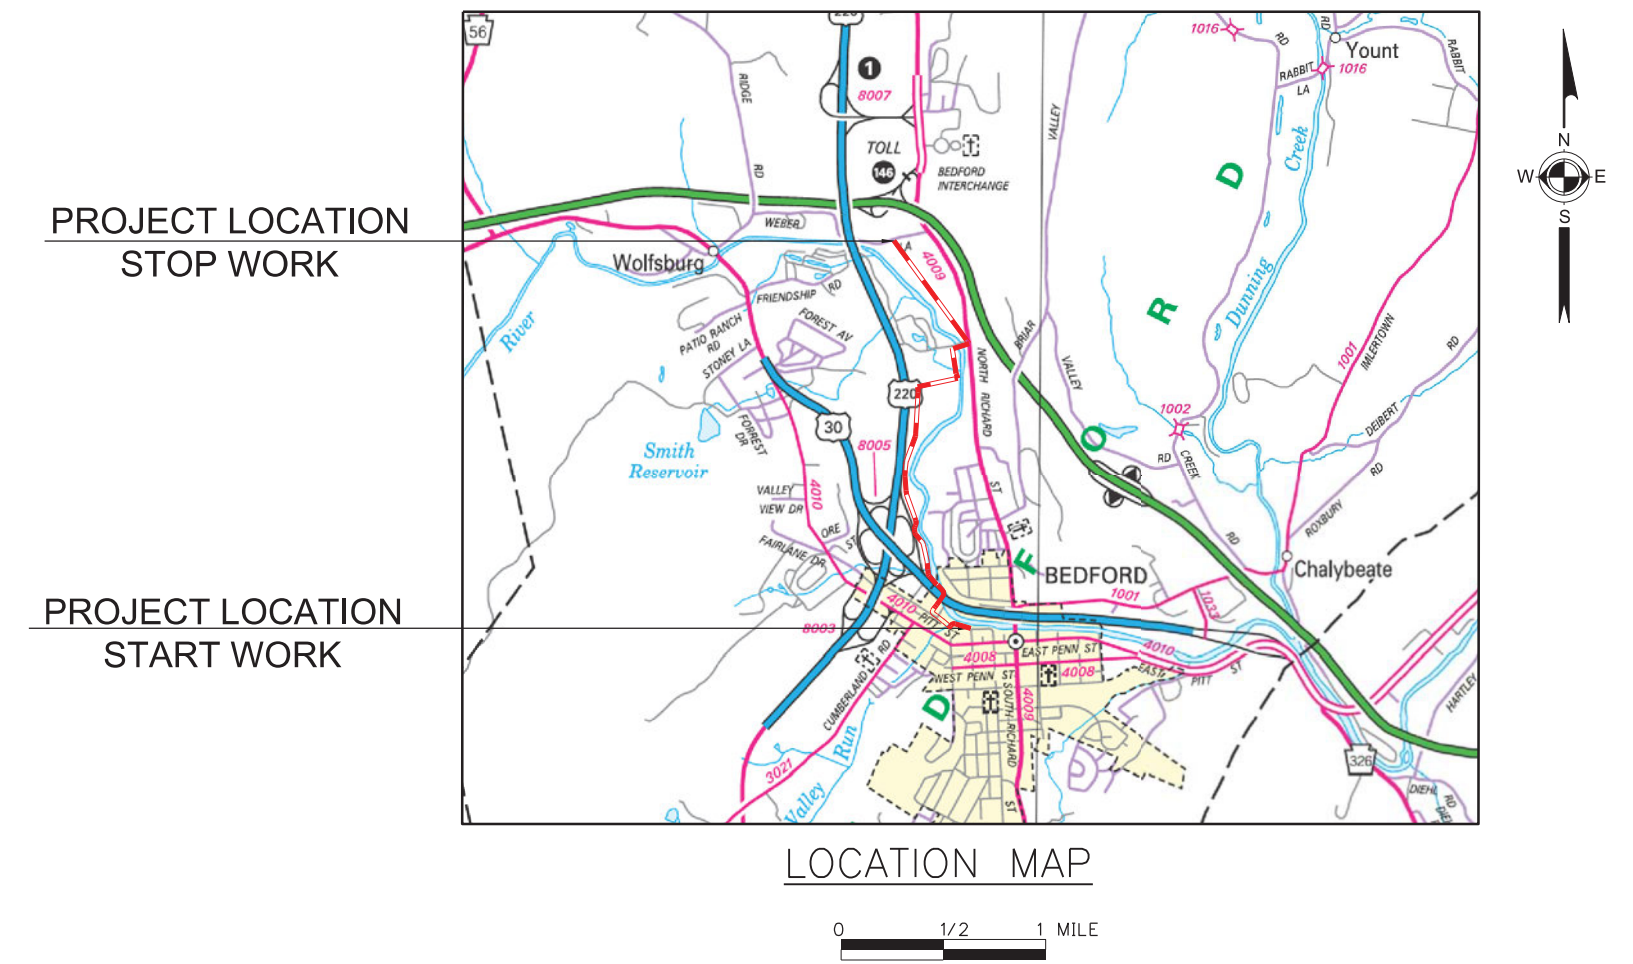 56
220
1
8007
RIDGE
RD
TOLL
146
BEDFORD
INTERCHANGE
VALLEY
1016
RD
RD
Yount
RABBIT
RABBIT
1016
LA
Creek
D
N
W
E
S
PROJECT LOCATION
STOP WORK
WEBER
LA
Wolfsburg
4009
FRIENDSHIP
RD
River
PATIO RANCH
RD
STONEY LA
FOREST AV
Dunning
R
BRIAR
VALLEY
NORTH RICHARD
ST
1001
IMLERTOWN
RD
220
30
FORREST
DR
8005
Smith
Reservoir
1002
O
RD
CREEK
RD
DEIBERT
RD
ROXBURY
VALLEY
VIEW DR
4010
ORE
ST
FAIRLANE DR
F
BEDFORD
1001
1033
Chalybeate
PROJECT LOCATION
START WORK
4010
PITT ST
8003
4008
EAST PENN ST
4010
WEST PENN ST
4008
EAST
PITT
ST
CUMBERLAND
RD
D
SOUTH RICHARD
ST
4009
HARTLEY
Run
3021
Valley
326
DIEHL
RD
LOCATION MAP
0 1/2 1 MILE